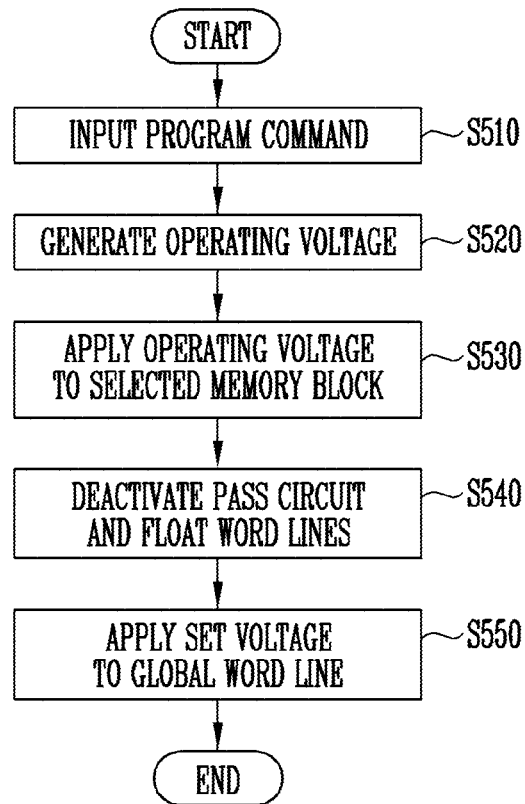 START
INPUT PROGRAM COMMAND
S510
GENERATE OPERATING VOLTAGE
S520
APPLY OPERATING VOLTAGE
TO SELECTED MEMORY BLOCK
S530
DEACTIVATE PASS CIRCUIT
AND FLOAT WORD LINES
S540
APPLY SET VOLTAGE
TO GLOBAL WORD LINE
S550
END